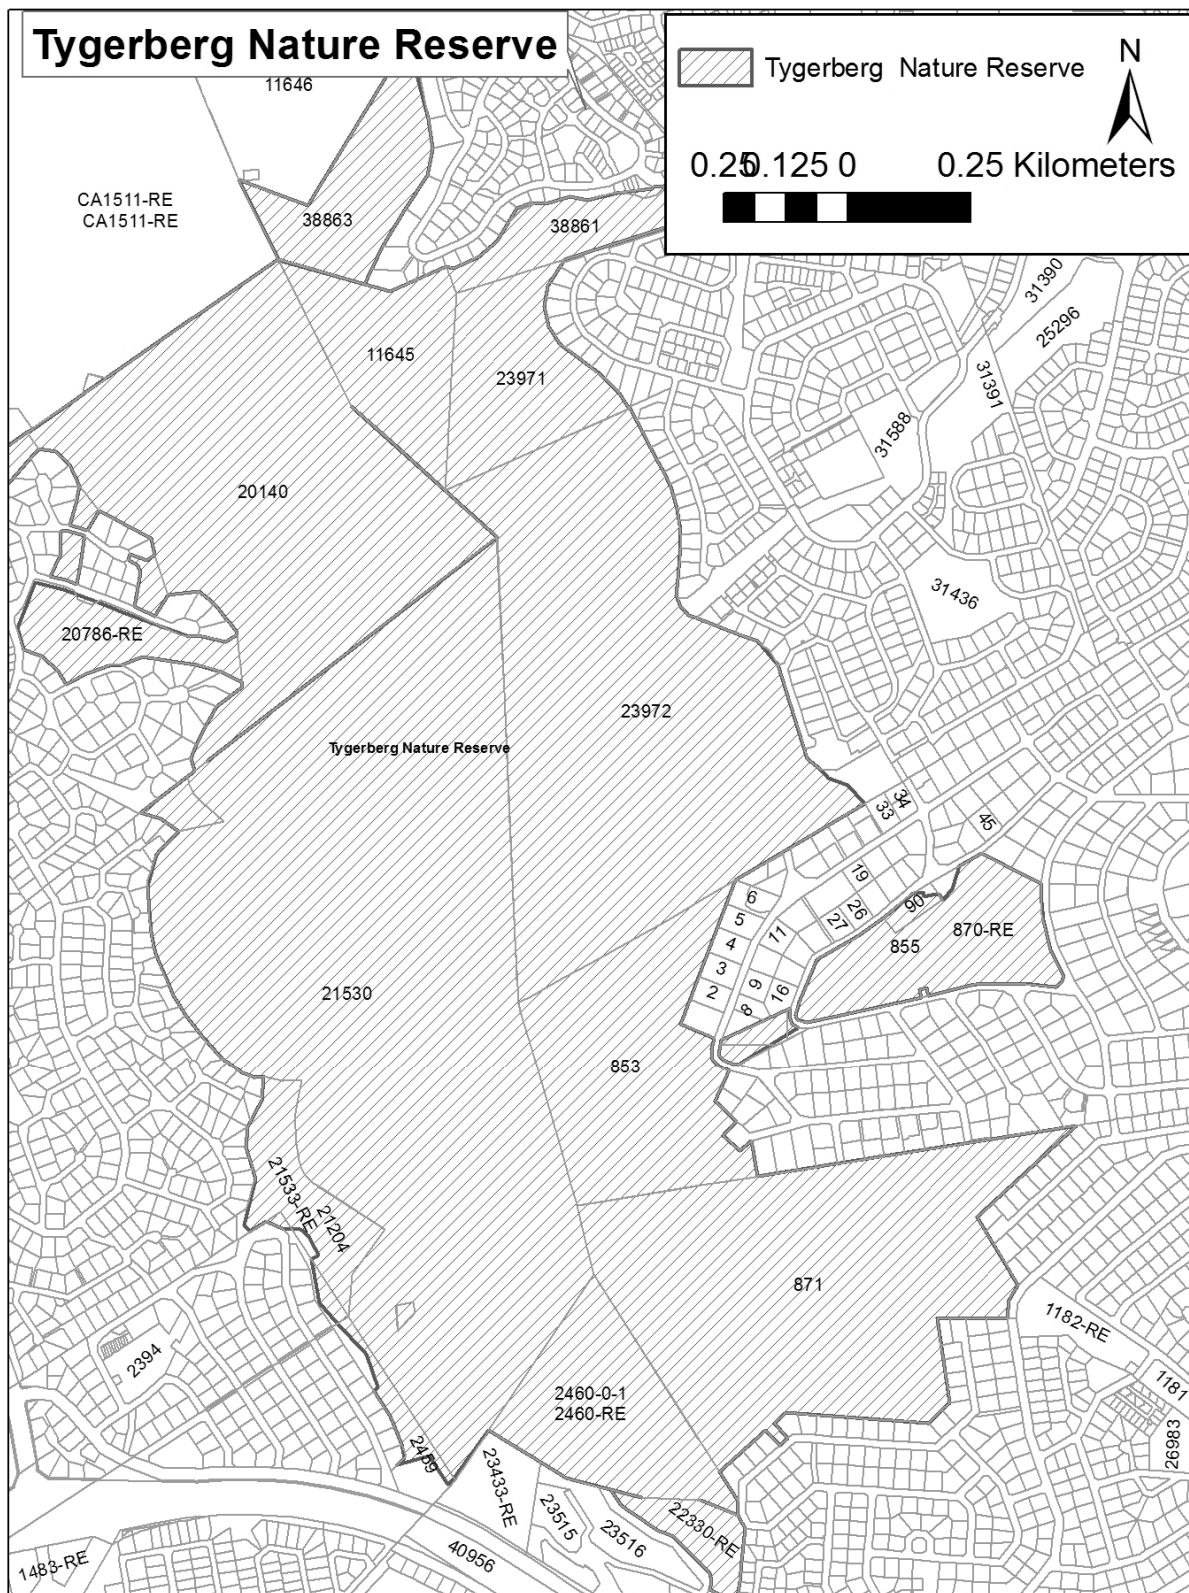 Tygerberg Nature Reserve
Tygerberg  Nature Reserve
N
0.25 0.125 0 0.25 Kilometers
11646
CA1511-RE
CA1511-RE
38863
38861
31390
25296
11645
23971
31391
31588
20140
31436
20786-RE
23972
Tygerberg Nature Reserve
34
33
45
19
6
5
26
90
27
11
4
870-RE
855
3
9
2
16
8
21530
853
21533-RE
21204
871
1182-RE
2394
1181
2460-0-1
2460-RE
26983
2459
23433-RE
23515
23516
22330-RE
40956
1483-RE